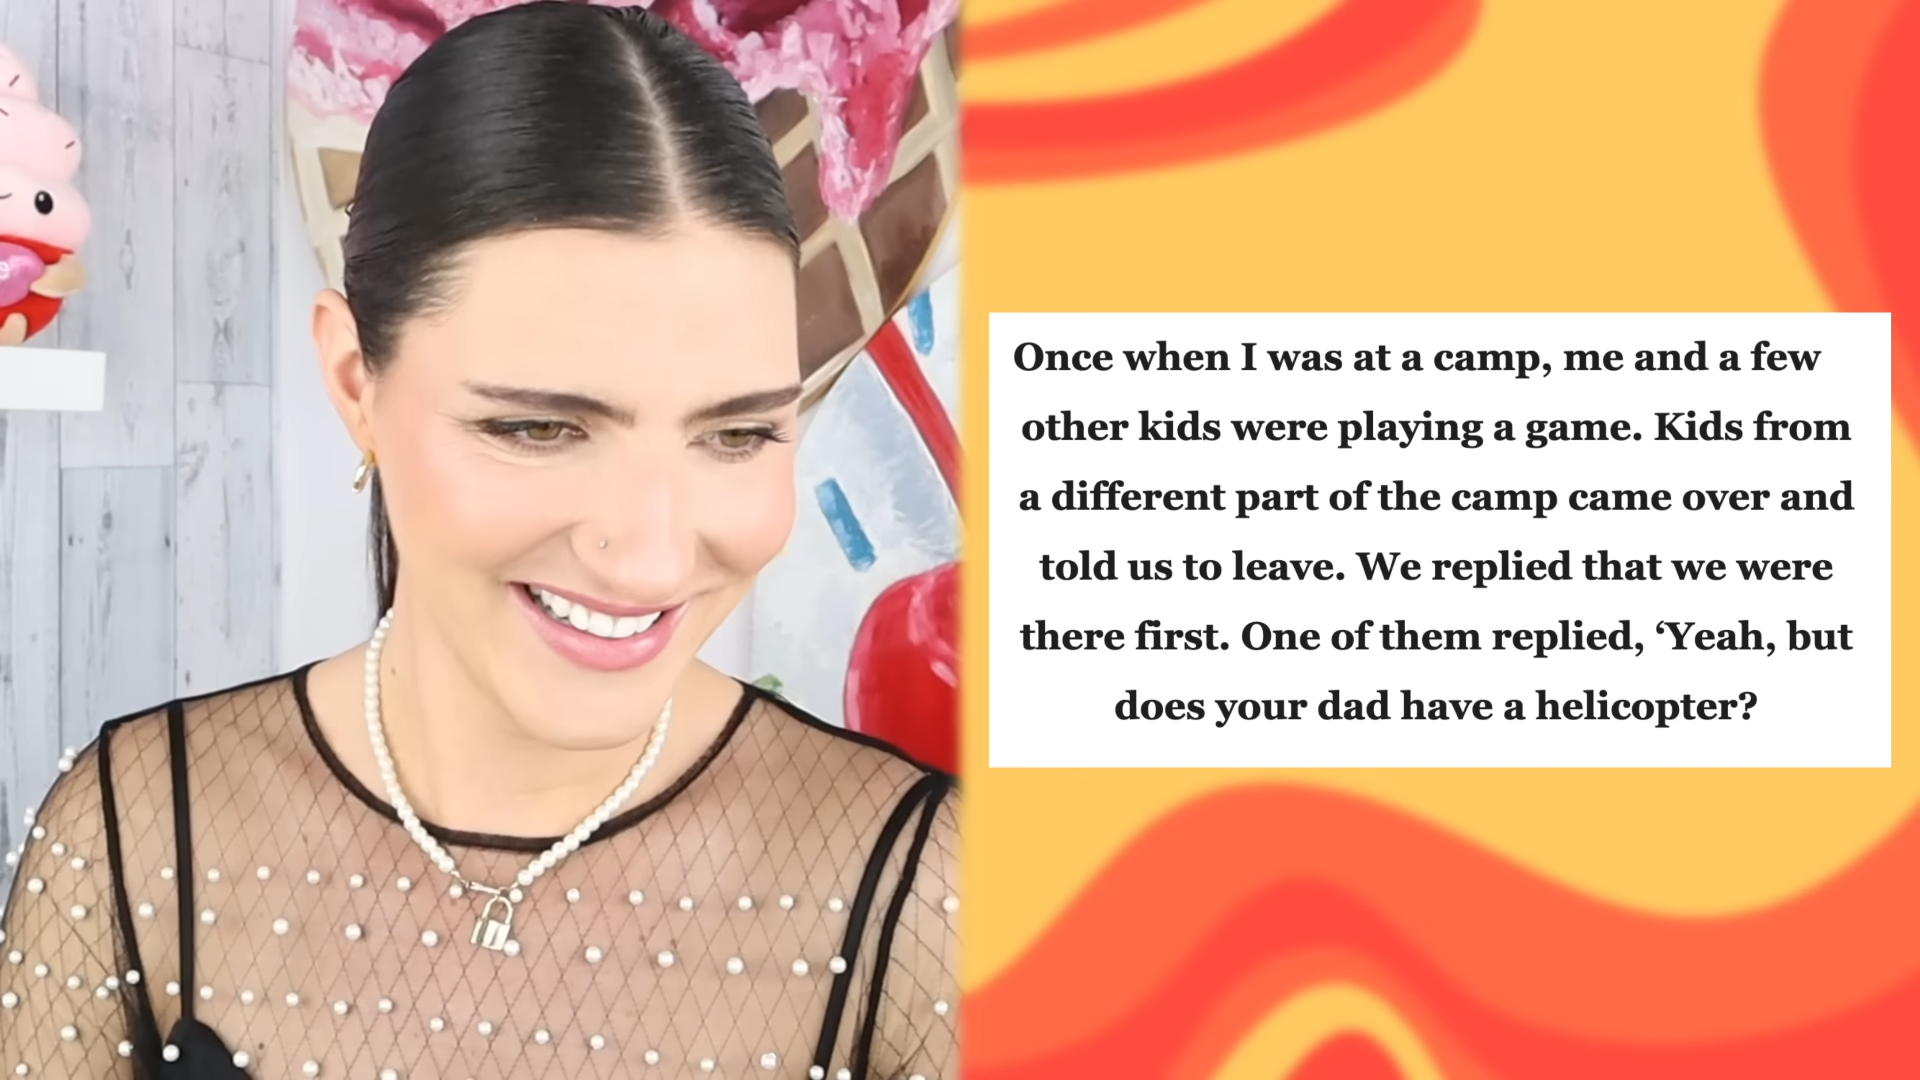 Once when I was at a camp, me and a few
other kids were playing a game. Kids from
a different part of the camp came over and
told us to leave. We replied that we were
there first. One of them replied, ‘Yeah, but
does your dad have a helicopter?